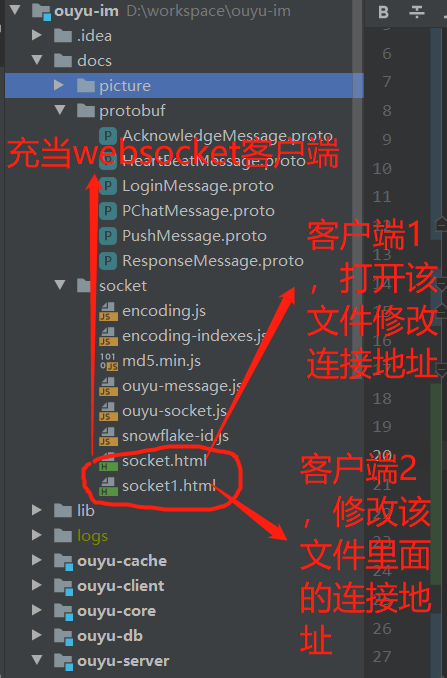 ouyu-im D:\workspace\ouyu-im
.idea
docs
picture
protobuf
AcknowledgeMessage.proto
HeartBeatMessage.proto
充当websocket客户端
LoginMessage.proto
PChatMessage.proto
PushMessage.proto
ResponseMessage.proto
socket
encoding.js
encoding-indexes.js
md5.min.js
ouyu-message.js
ouyu-socket.js
snowflake-id.js
socket.html
socket1.html
lib
logs
ouyu-cache
ouyu-client
ouyu-core
ouyu-db
ouyu-server
客户端1
,打开该
文件修改
连接地址
客户端2
,修改该
文件里面
的连接地
址
B
6
7
8
9
10
11
12
13
14
15
16
17
18
19
20
21
22
23
24
25
26
27